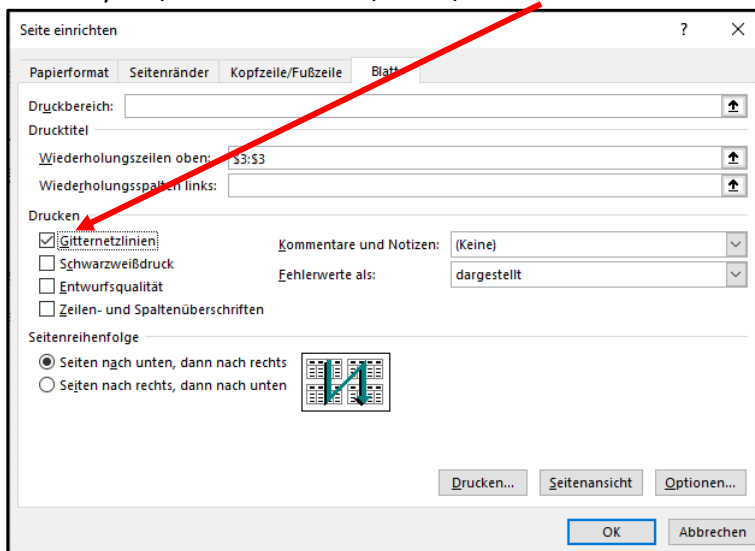 Seite einrichten ?
Papierformat Seitenränder Kopfzeile/Fußzeile
Druckbereich:
Drucktitel
Wiederholungszeilen oben: $3:$3
Wiederholungsspalten links:
Drucken
Gitternetzlinien Kommentare und Notizen: (Keine)
Schwarzweißdruck Fehlerwerte als: dargestellt
Entwurfsqualität
Zeilen- und Spaltenüberschriften
Seitenreihenfolge
Seiten nach unten, dann nach rechts
Seiten nach rechts, dann nach unten
Drucken... Seitenansicht Optionen...
OK Abbrechen